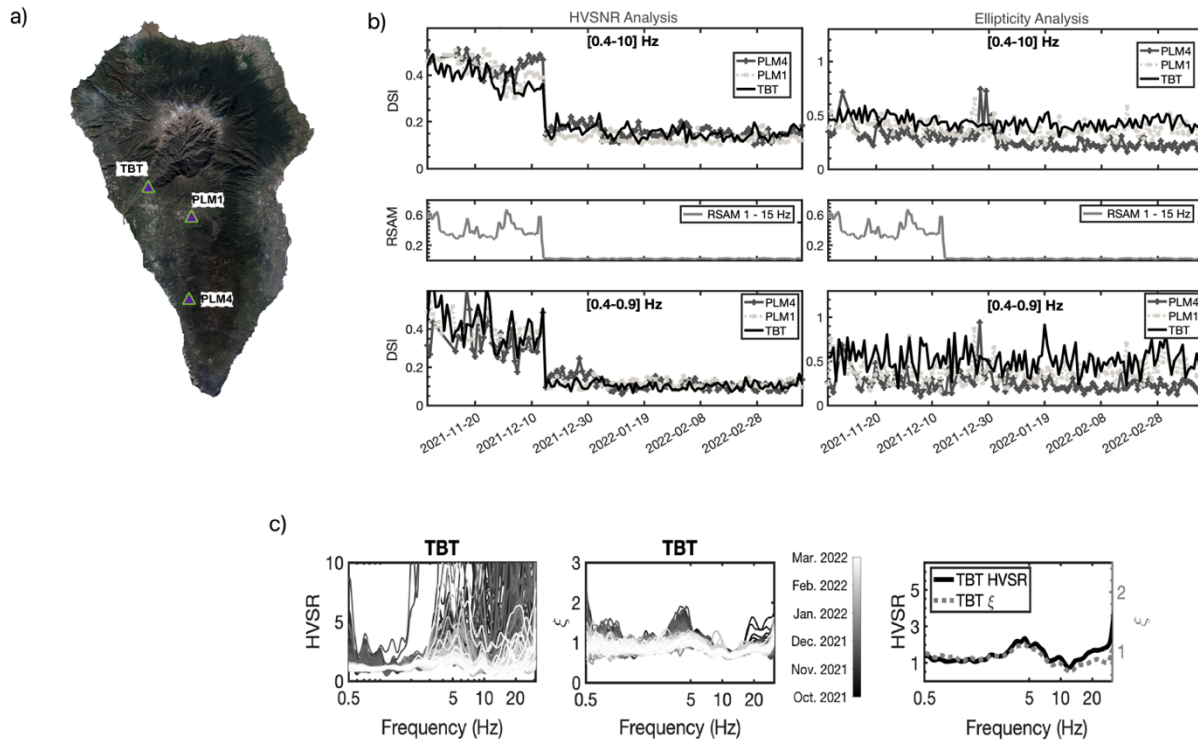 a)
TBT
PLM1
PLM4
b)
HVSNR Analysis
Ellipticity Analysis
[0.4-10] Hz
PLM4
PLM1
TBT
DSI
0.4
0.2
0
[0.4-10] Hz
PLM4
PLM1
TBT
1
0.5
0
RSAM
0.6
0.2
RSAM 1 - 15 Hz
0.6
0.2
RSAM 1 - 15 Hz
[0.4-0.9] Hz
PLM4
PLM1
TBT
DSI
0.4
0.2
0
[0.4-0.9] Hz
PLM4
PLM1
TBT
1
0.5
0
2021-11-20
2021-12-10
2021-12-30
2022-01-19
2022-02-08
2022-02-28
2021-11-20
2021-12-10
2021-12-30
2022-01-19
2022-02-08
2022-02-28
c)
TBT
HVSR
10
5
0
0.5 5 10 20
Frequency (Hz)
TBT
ξ
3
2
1
0
0.5 5 10 20
Frequency (Hz)
Mar. 2022
Feb. 2022
Jan. 2022
Dec. 2021
Nov. 2021
Oct. 2021
TBT HVSR
TBT ξ
HVSR
5
3
1
2
1
ξ
0.5 5 10 20
Frequency (Hz)